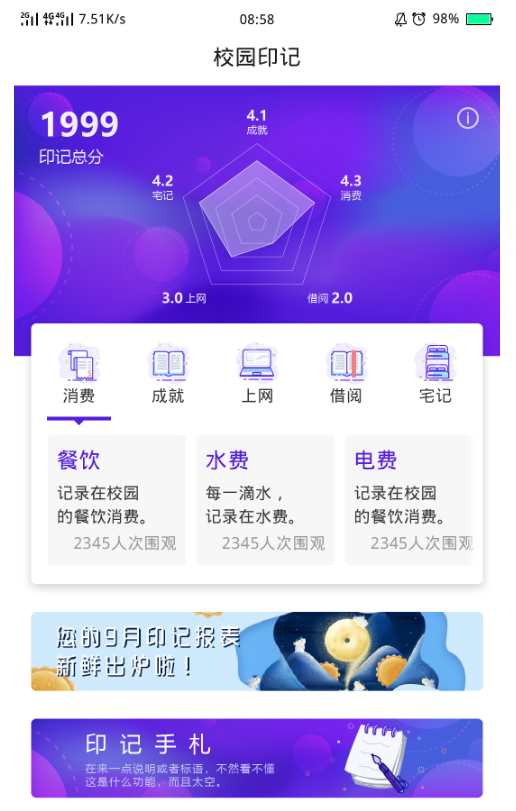 2G 4G 4G 7.51K/s 08:58 98%
校园印记
1999
印记总分
4.1
成就
4.2
宅记
4.3
消费
3.0 上网
借阅 2.0
消费 成就 上网 借阅 宅记
餐饮 水费 电费
记录在校园 每一滴水， 记录在校园
的餐饮消费。 记录在水费。 的餐饮消费。
2345人次围观 2345人次围观 2345人次围观
您的9月印记报表
新鲜出炉啦！
印记手札
在来一点说明或者标语，不然看不懂
这是什么功能，而且太空。